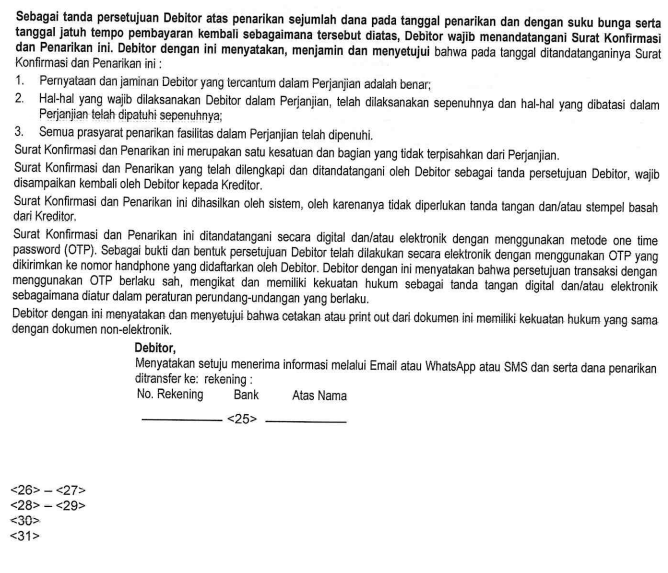 Sebagai tanda persetujuan Debitor atas penarikan sejumlah dana pada tanggal penarikan dan dengan suku bunga serta
tanggal jatuh tempo pembayaran kembali sebagaimana tersebut diatas, Debitor wajib menandatangani Surat Konfirmasi
dan Penarikan ini. Debitor dengan ini menyatakan, menjamin dan menyetujui bahwa pada tanggal ditandatanganinya Surat
Konfirmasi dan Penarikan ini :
1. Pernyataan dan jaminan Debitor yang tercantum dalam Perjanjian adalah benar;
2. Hal-hal yang wajib dilaksanakan Debitor dalam Perjanjian, telah dilaksanakan sepenuhnya dan hal-hal yang dibatasi dalam
Perjanjian telah dipatuhi sepenuhnya;
3. Semua prasyarat penarikan fasilitas dalam Perjanjian telah dipenuhi.
Surat Konfirmasi dan Penarikan ini merupakan satu kesatuan dan bagian yang tidak terpisahkan dari Perjanjian.
Surat Konfirmasi dan Penarikan yang telah dilengkapi dan ditandatangani oleh Debitor sebagai tanda persetujuan Debitor, wajib
disampaikan kembali oleh Debitor kepada Kreditor.
Surat Konfirmasi dan Penarikan ini dihasilkan oleh sistem, oleh karenanya tidak diperlukan tanda tangan dan/atau stempel basah
dari Kreditor.
Surat Konfirmasi dan Penarikan ini ditandatangani secara digital dan/atau elektronik dengan menggunakan metode one time
password (OTP). Sebagai bukti dan bentuk persetujuan Debitor telah dilakukan secara elektronik dengan menggunakan OTP yang
dikirimkan ke nomor handphone yang didaftarkan oleh Debitor. Debitor dengan ini menyatakan bahwa persetujuan transaksi dengan
menggunakan OTP berlaku sah, mengikat dan memiliki kekuatan hukum sebagai tanda tangan digital dan/atau elektronik
sebagaimana diatur dalam peraturan perundang-undangan yang berlaku.
Debitor dengan ini menyatakan dan menyetujui bahwa cetakan atau print out dari dokumen ini memiliki kekuatan hukum yang sama
dengan dokumen non-elektronik.
Debitor,
Menyatakan setuju menerima informasi melalui Email atau WhatsApp atau SMS dan serta dana penarikan
ditransfer ke: rekening :
No. Rekening Bank Atas Nama
<25>
<26> – <27>
<28> – <29>
<30>
<31>